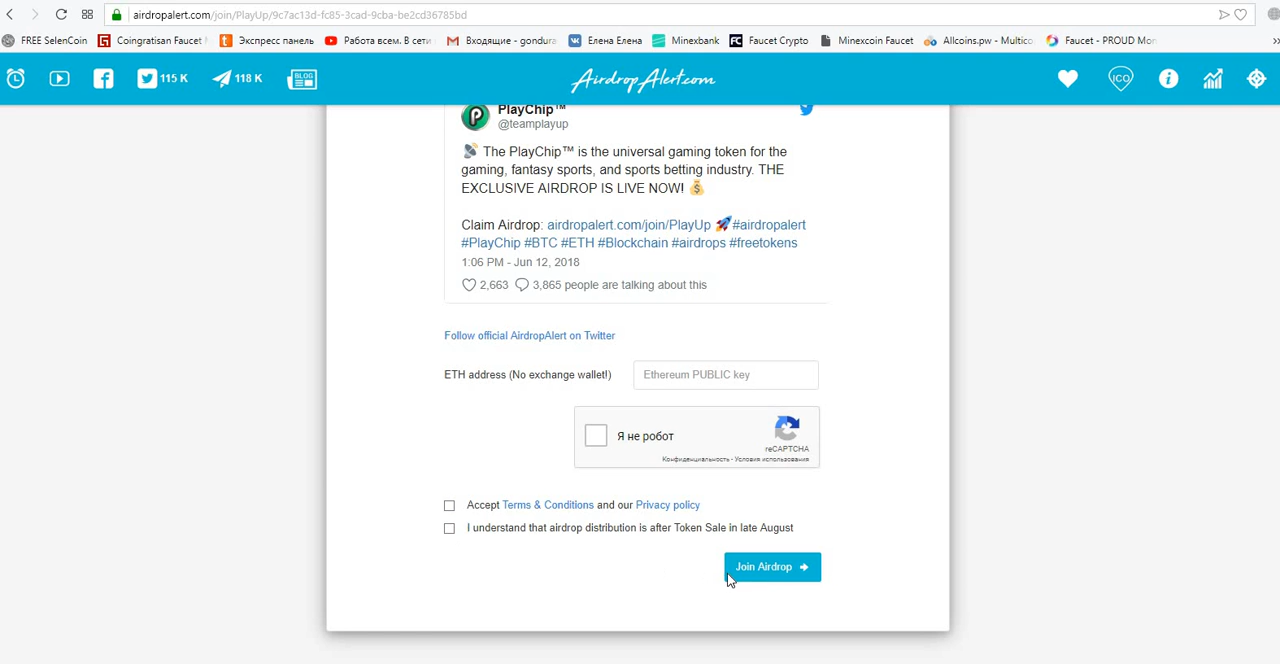 airdropalert.com/join/PlayUp/9c7ac13d-fc85-3cad-9cba-be2cd36785bd
FREE SelenCoin Coingratisan Faucet Экспресс панель Работа всем. В сети Входящие - gondura Елена Елена Minexbank Faucet Crypto Minexcoin Faucet Allcoins.pw - Multico Faucet - PROUD Mon
115 K 118 K BLOG AirdropAlert.com ICO
PlayChip™
@teamplayup
The PlayChip™ is the universal gaming token for the
gaming, fantasy sports, and sports betting industry. THE
EXCLUSIVE AIRDROP IS LIVE NOW!
Claim Airdrop: airdropalert.com/join/PlayUp 🚀#airdropalert
#PlayChip #BTC #ETH #Blockchain #airdrops #freetokens
1:06 PM - Jun 12, 2018
2,663 3,865 people are talking about this
Follow official AirdropAlert on Twitter
ETH address (No exchange wallet!) Ethereum PUBLIC key
Я не робот
reCAPTCHA
Конфиденциальность - Условия использования
Accept Terms & Conditions and our Privacy policy
I understand that airdrop distribution is after Token Sale in late August
Join Airdrop